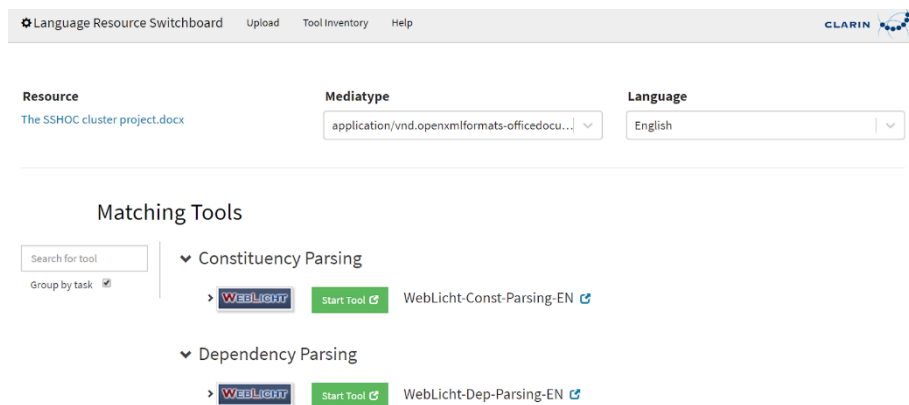 Language Resource Switchboard Upload Tool Inventory Help CLARIN
Resource Mediatype Language
The SSHOC cluster project.docx application/vnd.openxmlformats-officedocu... English
Matching Tools
Search for tool
Group by task
Constituency Parsing
WEBLICHT Start Tool WebLicht-Const-Parsing-EN
Dependency Parsing
WEBLICHT Start Tool WebLicht-Dep-Parsing-EN